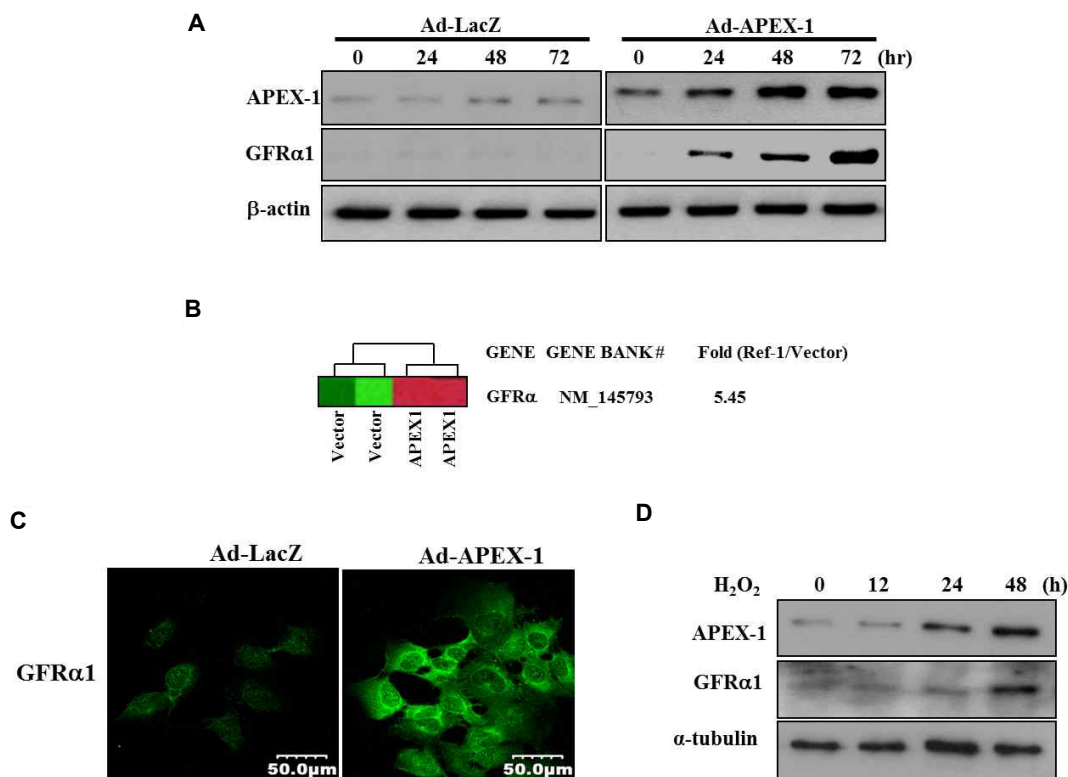 A
Ad-LacZ Ad-APEX-1
0 24 48 72 0 24 48 72 (hr)
APEX-1
GFRα1
β-actin
B
GENE GENE BANK# Fold (Ref-1/Vector)
GFRα NM_145793 5.45
Vector Vector APEX1 APEX1
C
Ad-LacZ Ad-APEX-1
GFRα1
50.0µm 50.0µm
D
H₂O₂ 0 12 24 48 (h)
APEX-1
GFRα1
α-tubulin